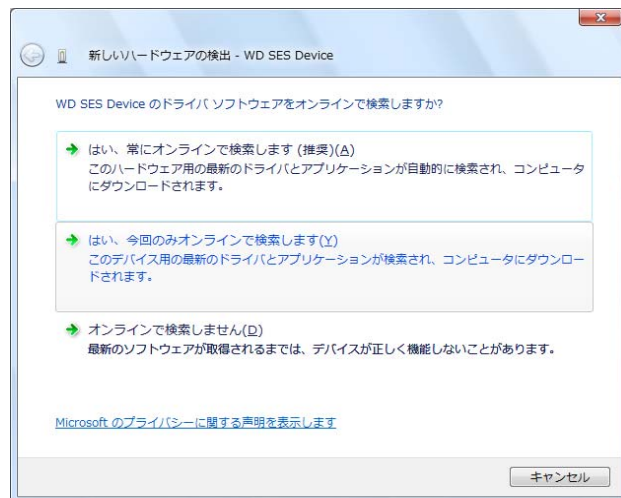 新しいハードウェアの検出 - WD SES Device
WD SES Device のドライバ ソフトウェアをオンラインで検索しますか?
はい、常にオンラインで検索します (推奨)(A)
このハードウェア用の最新のドライバとアプリケーションが自動的に検索され、コンピュータ
にダウンロードされます。
はい、今回のみオンラインで検索します(Y)
このデバイス用の最新のドライバとアプリケーションが検索され、コンピュータにダウンロー
ドされます。
オンラインで検索しません(D)
最新のソフトウェアが取得されるまでは、デバイスが正しく機能しないことがあります。
Microsoft のプライバシーに関する声明を表示します
キャンセル